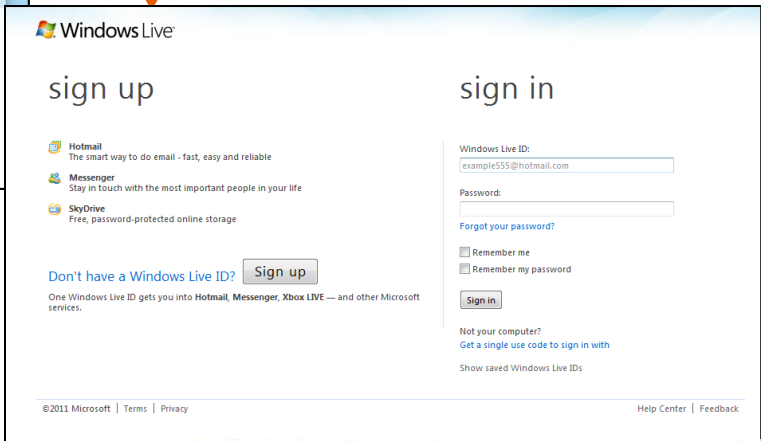 Windows Live
sign up
Hotmail
The smart way to do email - fast, easy and reliable
Messenger
Stay in touch with the most important people in your life
SkyDrive
Free, password-protected online storage
Don't have a Windows Live ID? Sign up
One Windows Live ID gets you into Hotmail, Messenger, Xbox LIVE — and other Microsoft
services.
sign in
Windows Live ID:
example555@hotmail.com
Password:
Forgot your password?
Remember me
Remember my password
Sign in
Not your computer?
Get a single use code to sign in with
Show saved Windows Live IDs
©2011 Microsoft | Terms | Privacy
Help Center | Feedback